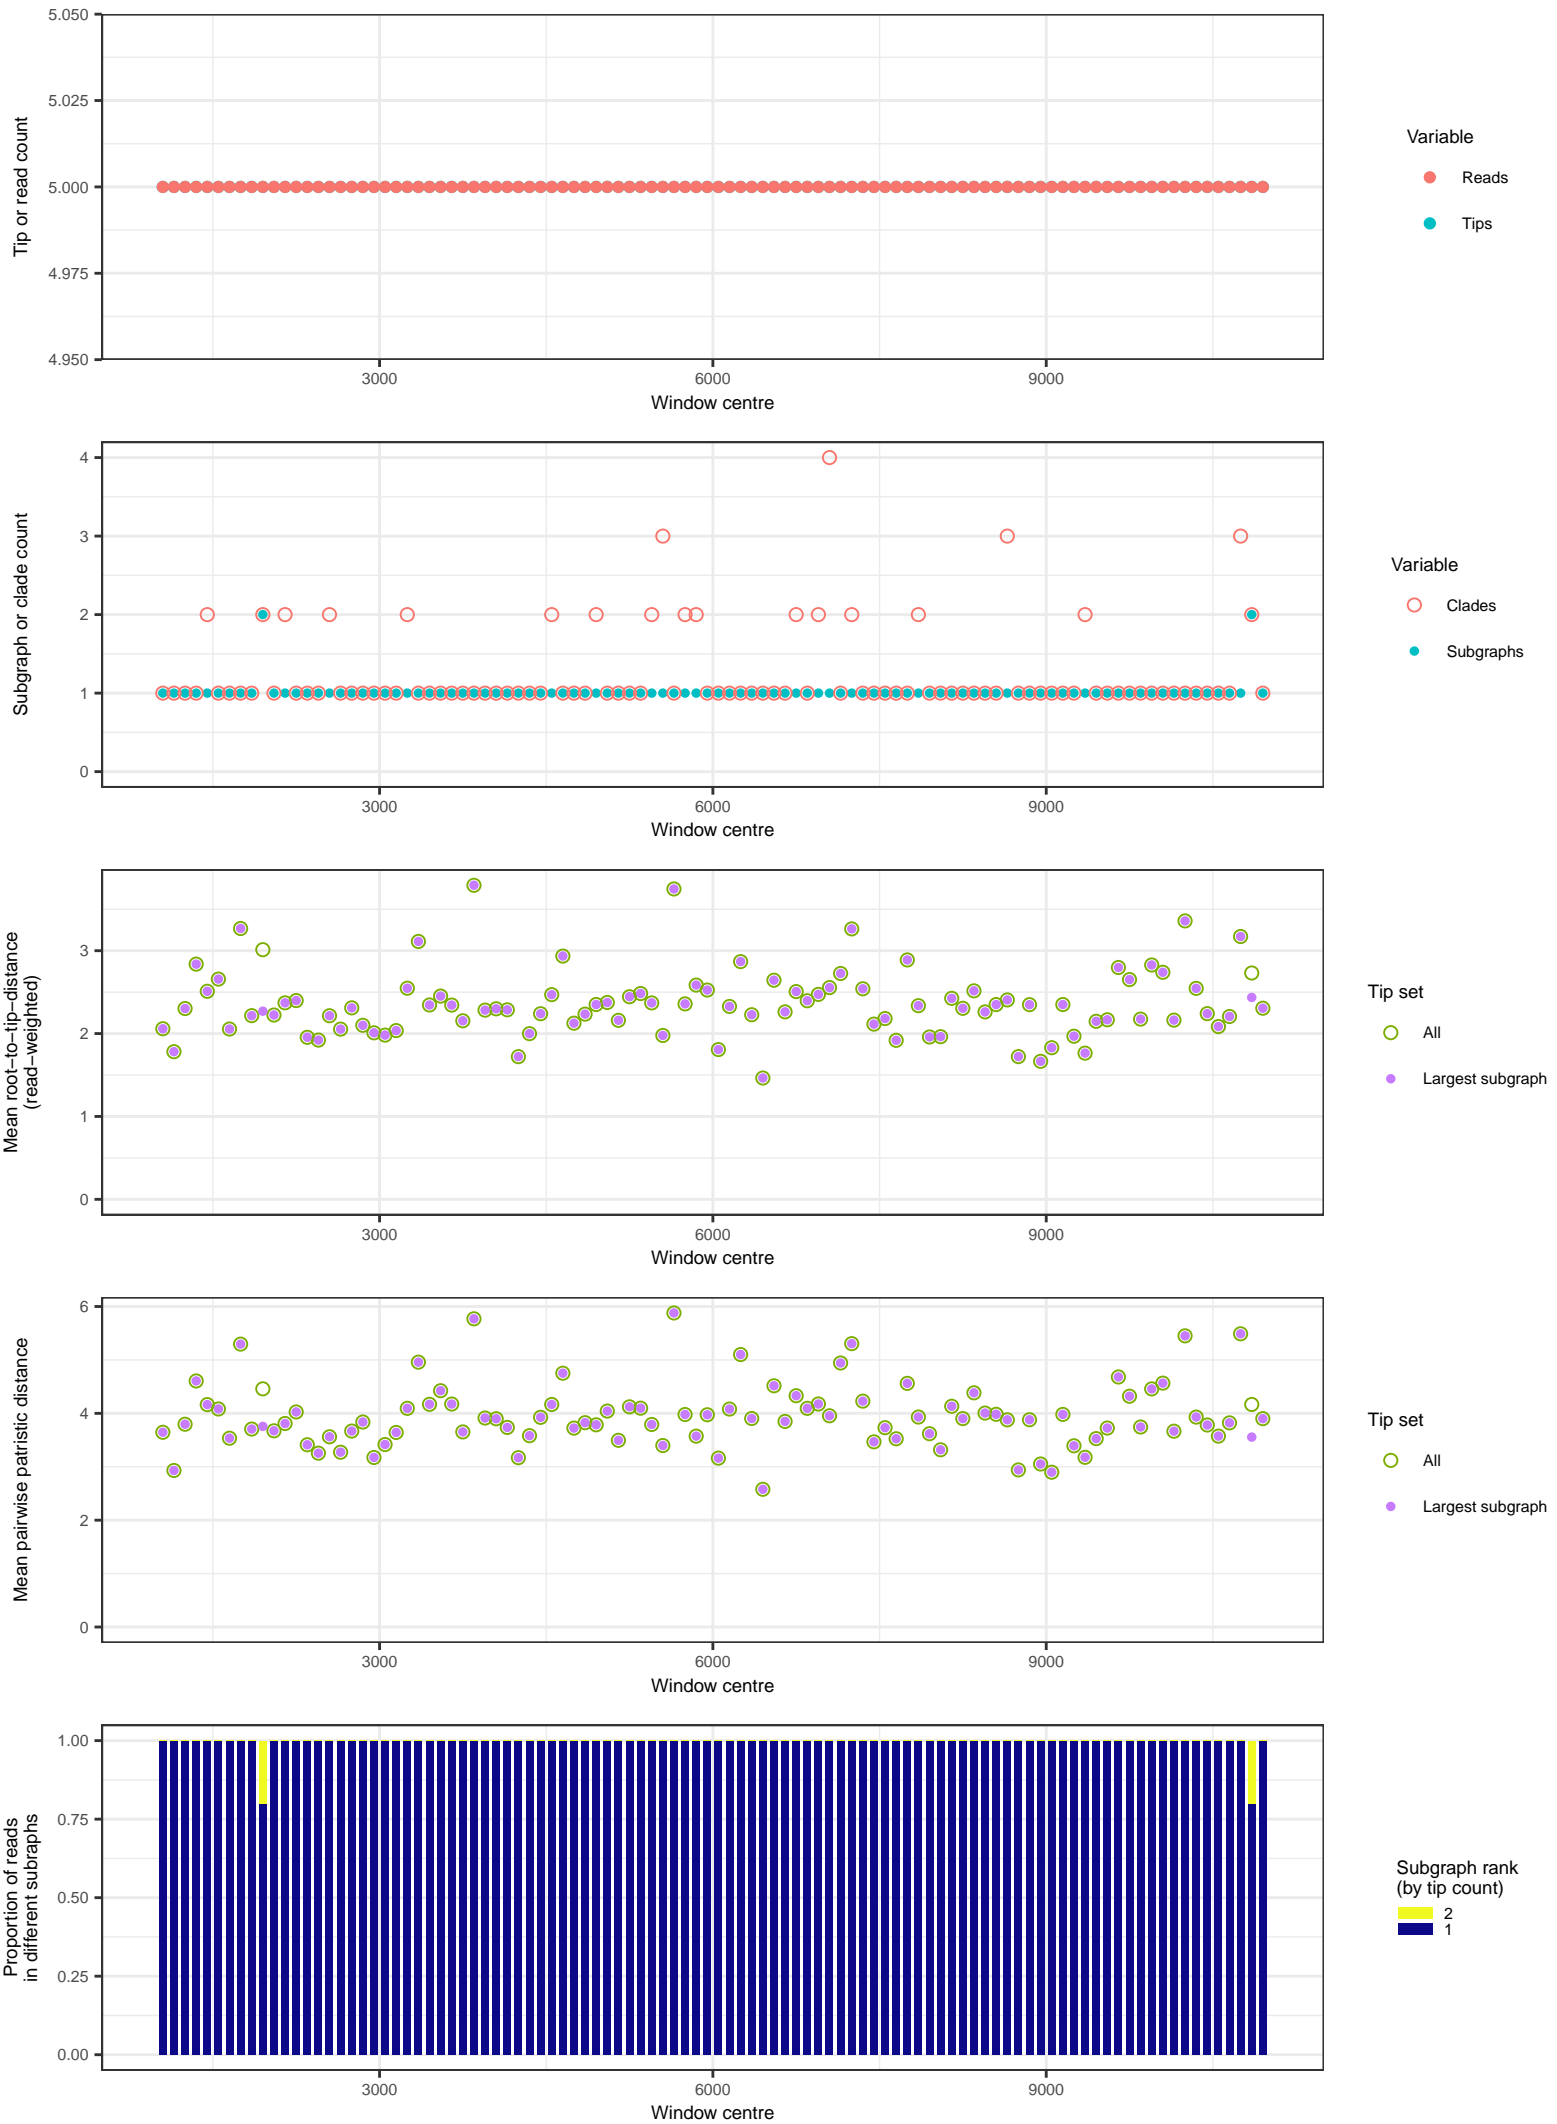 5.050
5.025
5.000
4.975
4.950
Tip or read count
3000
6000
9000
Window centre
Variable
Reads
Tips
4
3
2
1
0
Subgraph or clade count
3000
6000
9000
Window centre
Variable
Clades
Subgraphs
3
2
1
0
Mean root−to−tip−distance
(read−weighted)
3000
6000
9000
Window centre
Tip set
All
Largest subgraph
6
4
2
0
Mean pairwise patristic distance
3000
6000
9000
Window centre
Tip set
All
Largest subgraph
1.00
0.75
0.50
0.25
0.00
Proportion of reads
in different subraphs
3000
6000
9000
Window centre
Subgraph rank
(by tip count)
2
1